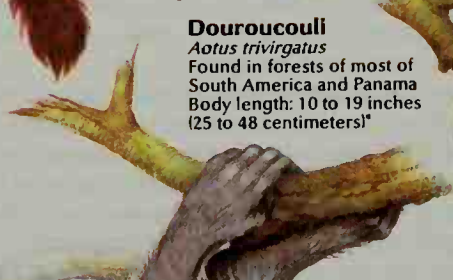 Douroucouli
Aotus trivirgatus
Found in forests of most of
South America and Panama
Body length: 10 to 19 inches
(25 to 48 centimeters)*